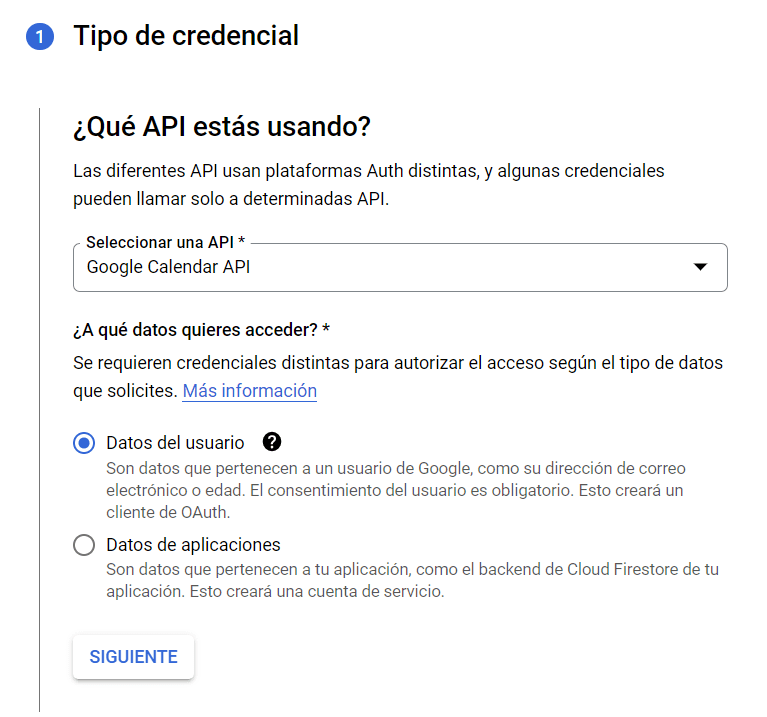 1 Tipo de credencial
¿Qué API estás usando?
Las diferentes API usan plataformas Auth distintas, y algunas credenciales
pueden llamar solo a determinadas API.
Seleccionar una API *
Google Calendar API
¿A qué datos quieres acceder? *
Se requieren credenciales distintas para autorizar el acceso según el tipo de datos
que solicites. Más información
Datos del usuario ?
Son datos que pertenecen a un usuario de Google, como su dirección de correo
electrónico o edad. El consentimiento del usuario es obligatorio. Esto creará un
cliente de OAuth.
Datos de aplicaciones
Son datos que pertenecen a tu aplicación, como el backend de Cloud Firestore de tu
aplicación. Esto creará una cuenta de servicio.
SIGUIENTE